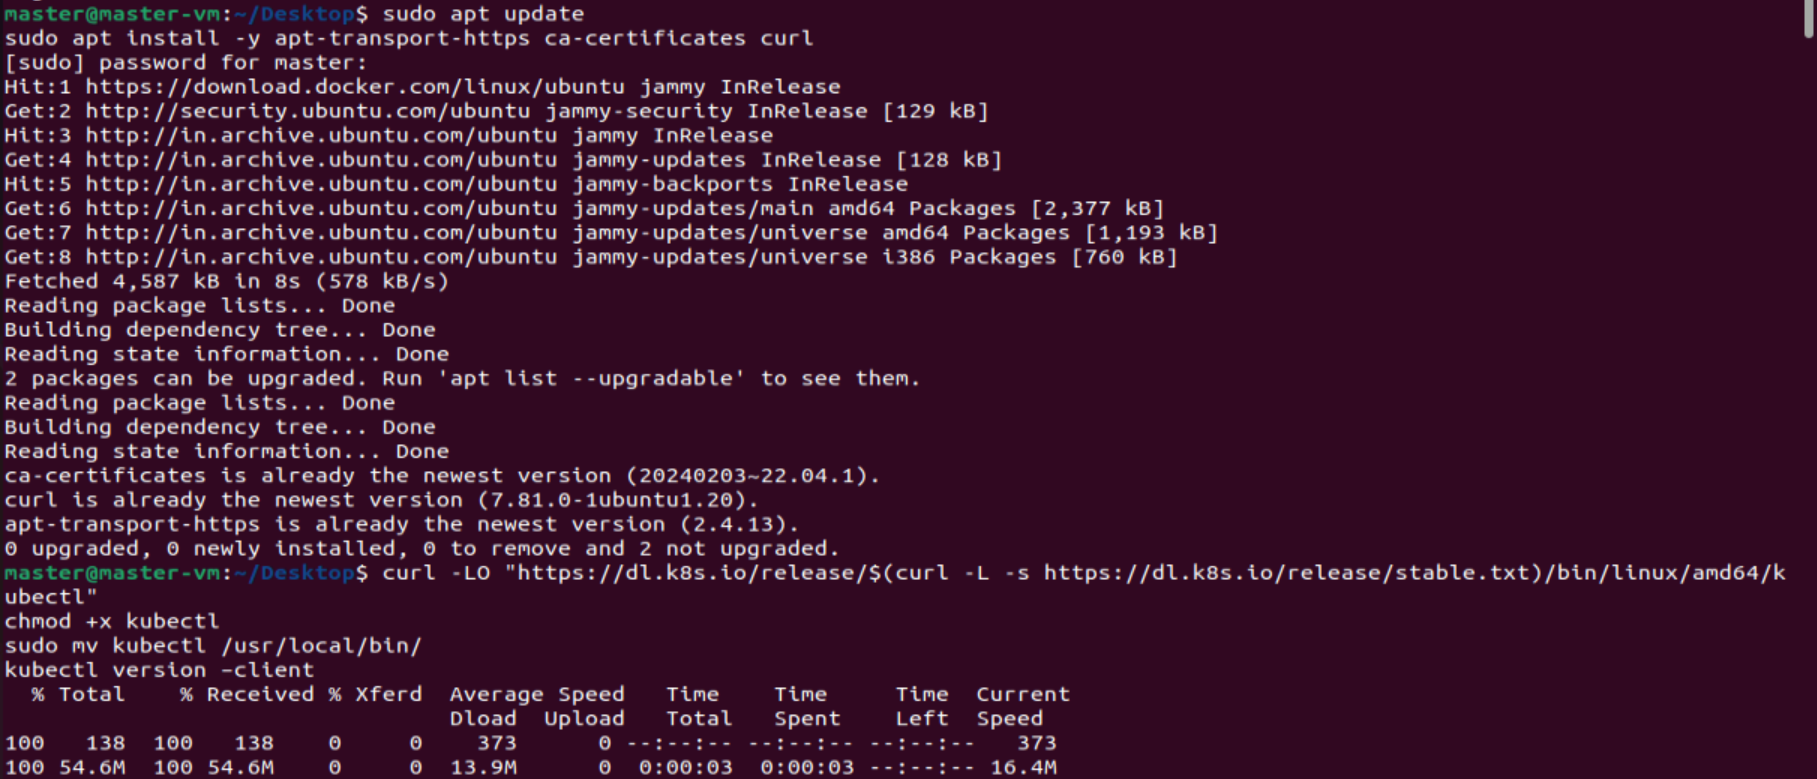 master@master-vm:~/Desktop$ sudo apt update
sudo apt install -y apt-transport-https ca-certificates curl
[sudo] password for master:
Hit:1 https://download.docker.com/linux/ubuntu jammy InRelease
Get:2 http://security.ubuntu.com/ubuntu jammy-security InRelease [129 kB]
Hit:3 http://in.archive.ubuntu.com/ubuntu jammy InRelease
Get:4 http://in.archive.ubuntu.com/ubuntu jammy-updates InRelease [128 kB]
Hit:5 http://in.archive.ubuntu.com/ubuntu jammy-backports InRelease
Get:6 http://in.archive.ubuntu.com/ubuntu jammy-updates/main amd64 Packages [2,377 kB]
Get:7 http://in.archive.ubuntu.com/ubuntu jammy-updates/universe amd64 Packages [1,193 kB]
Get:8 http://in.archive.ubuntu.com/ubuntu jammy-updates/universe i386 Packages [760 kB]
Fetched 4,587 kB in 8s (578 kB/s)
Reading package lists... Done
Building dependency tree... Done
Reading state information... Done
2 packages can be upgraded. Run 'apt list --upgradable' to see them.
Reading package lists... Done
Building dependency tree... Done
Reading state information... Done
ca-certificates is already the newest version (20240203~22.04.1).
curl is already the newest version (7.81.0-1ubuntu1.20).
apt-transport-https is already the newest version (2.4.13).
0 upgraded, 0 newly installed, 0 to remove and 2 not upgraded.
master@master-vm:~/Desktop$ curl -LO "https://dl.k8s.io/release/$(curl -L -s https://dl.k8s.io/release/stable.txt)/bin/linux/amd64/k
ubectl"
chmod +x kubectl
sudo mv kubectl /usr/local/bin/
kubectl version –client
  % Total    % Received % Xferd  Average Speed   Time    Time     Time  Current
                                 Dload  Upload   Total   Spent    Left  Speed
100   138  100   138    0     0    373      0 --:--:-- --:--:-- --:--:--   373
100 54.6M  100 54.6M    0     0  13.9M      0  0:00:03  0:00:03 --:--:-- 16.4M